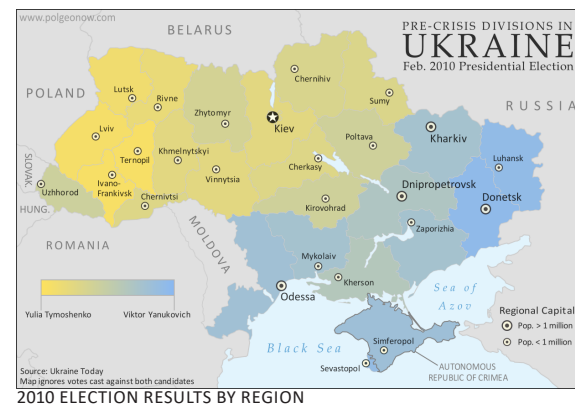 www.polgeonow.com
PRE-CRISIS DIVISIONS IN
UKRAINE
Feb. 2010 Presidential Election
BELARUS
POLAND
RUSSIA
SLOVAK.
HUNG.
ROMANIA
MOLDOVA
Chernihiv
Lutsk
Rivne
Sumy
Zhytomyr
Kiev
Lviv
Kharkiv
Ternopil
Khmelnytskyi
Poltava
Luhansk
Cherkasy
Vinnytsia
Ivano-
Frankivsk
Uzhhorod
Chernivtsi
Dnipropetrovsk
Donetsk
Kirovohrad
Zaporizhia
Mykolaiv
Kherson
Odessa
Sea of
Azov
Yulia Tymoshenko
Viktor Yanukovich
Regional Capital
Pop. > 1 million
Pop. < 1 million
Black Sea
Simferopol
Sevastopol
AUTONOMOUS
REPUBLIC OF CRIMEA
Source: Ukraine Today
Map ignores votes cast against both candidates
2010 ELECTION RESULTS BY REGION